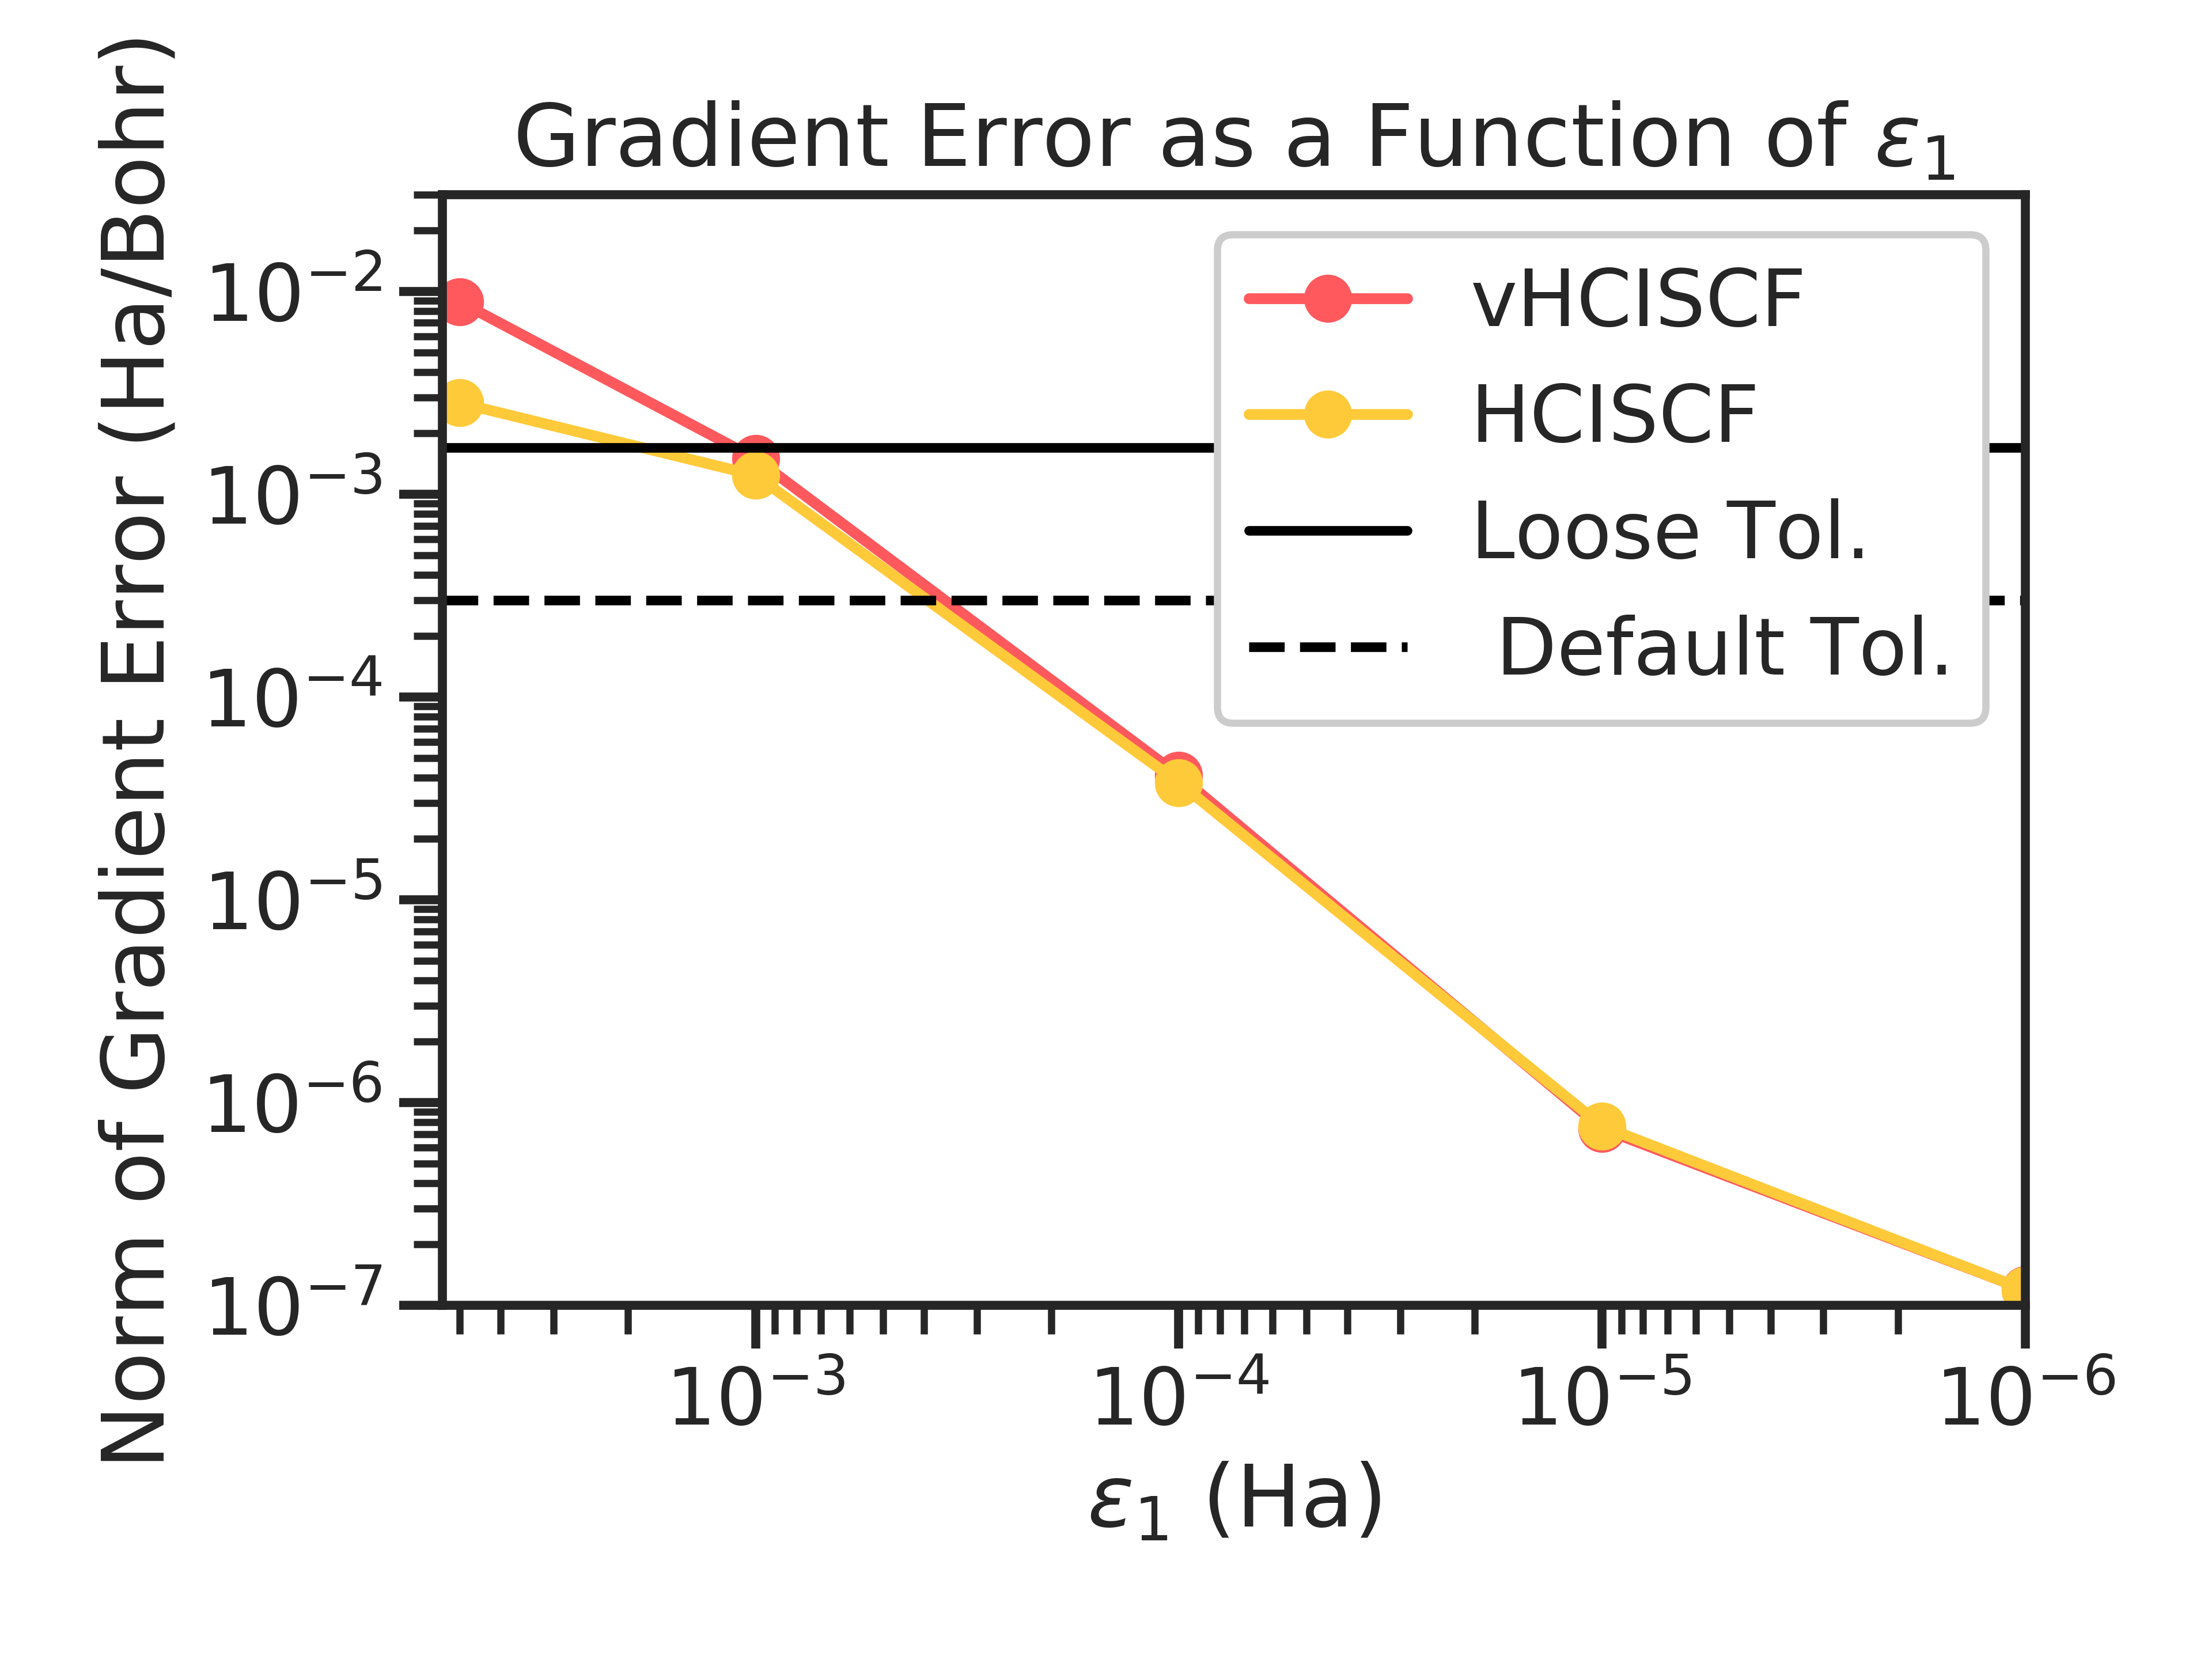 Gradient Error as a Function of ε₁
Norm of Gradient Error (Ha/Bohr)
10⁻²
10⁻³
10⁻⁴
10⁻⁵
10⁻⁶
10⁻⁷
vHCISCF
HCISCF
Loose Tol.
Default Tol.
10⁻³ 10⁻⁴ 10⁻⁵ 10⁻⁶
ε₁ (Ha)